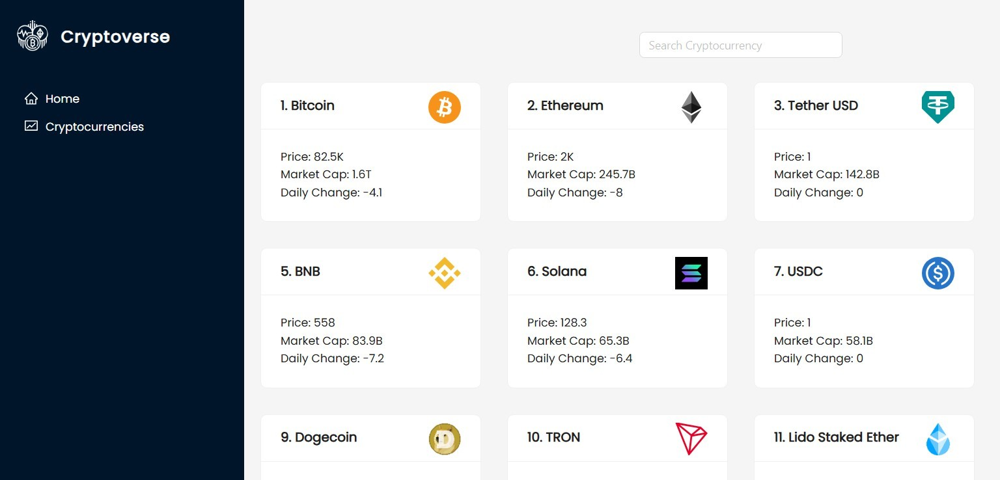 Cryptoverse
Home
Cryptocurrencies
Search Cryptocurrency
1. Bitcoin
Price: 82.5K
Market Cap: 1.6T
Daily Change: -4.1
2. Ethereum
Price: 2K
Market Cap: 245.7B
Daily Change: -8
3. Tether USD
Price: 1
Market Cap: 142.8B
Daily Change: 0
5. BNB
Price: 558
Market Cap: 83.9B
Daily Change: -7.2
6. Solana
Price: 128.3
Market Cap: 65.3B
Daily Change: -6.4
7. USDC
Price: 1
Market Cap: 58.1B
Daily Change: 0
9. Dogecoin
10. TRON
11. Lido Staked Ether